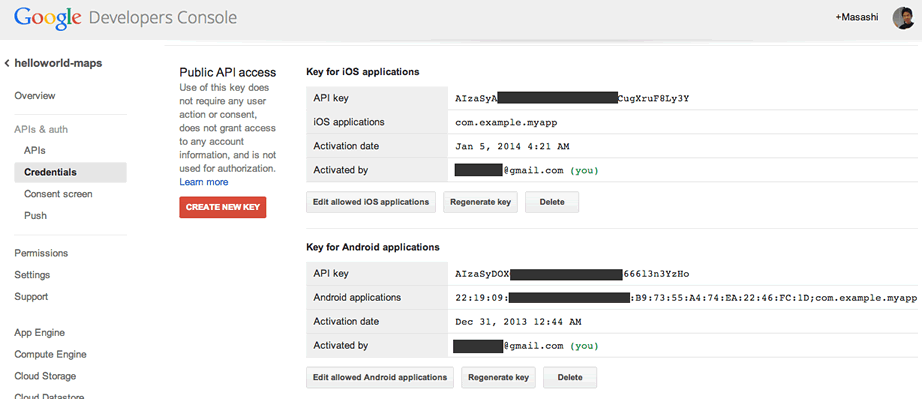 Google Developers Console
+Masashi
helloworld-maps
Overview
APIs & auth
APIs
Credentials
Consent screen
Push
Permissions
Settings
Support
App Engine
Compute Engine
Cloud Storage
Cloud Datastore
Public API access
Use of this key does
not require any user
action or consent,
does not grant access
to any account
information, and is not
used for authorization.
Learn more
CREATE NEW KEY
Key for iOS applications
API key AIzaSyA CugXruF8Ly3Y
iOS applications com.example.myapp
Activation date Jan 5, 2014 4:21 AM
Activated by @gmail.com (you)
Edit allowed iOS applications Regenerate key Delete
Key for Android applications
API key AIzaSyDOX 666l3n3YzHo
Android applications 22:19:09: :B9:73:55:A4:74:EA:22:46:FC:1D;com.example.myapp
Activation date Dec 31, 2013 12:44 AM
Activated by @gmail.com (you)
Edit allowed Android applications Regenerate key Delete